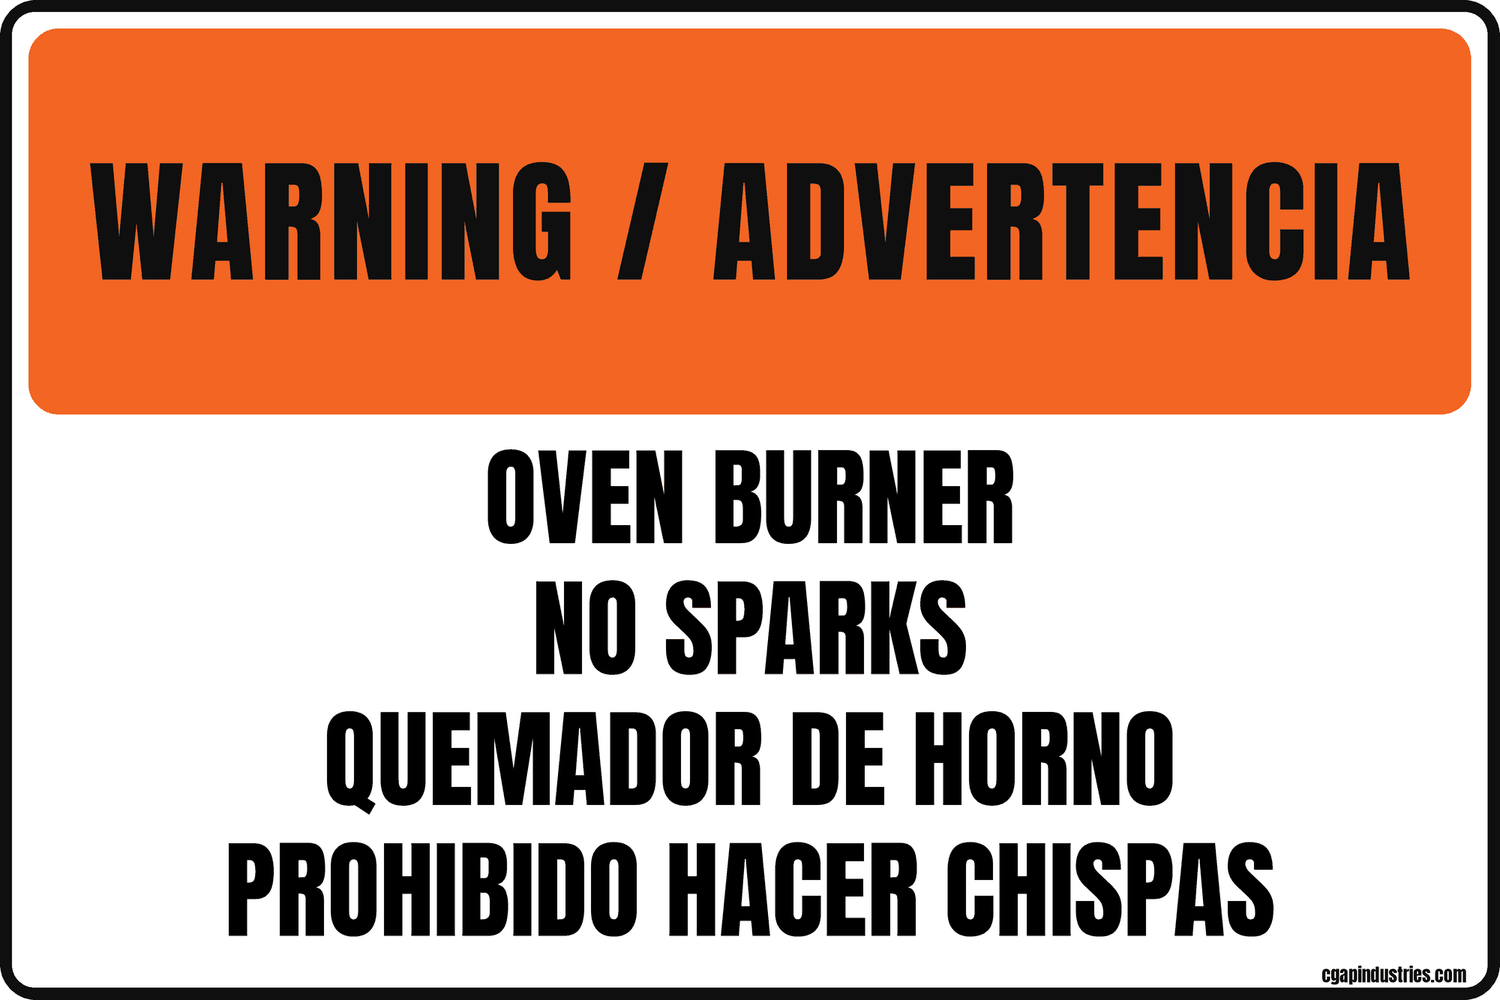 WARNING / ADVERTENCIA
OVEN BURNER
NO SPARKS
QUEMADOR DE HORNO
PROHIBIDO HACER CHISPAS
cgapindustries.com